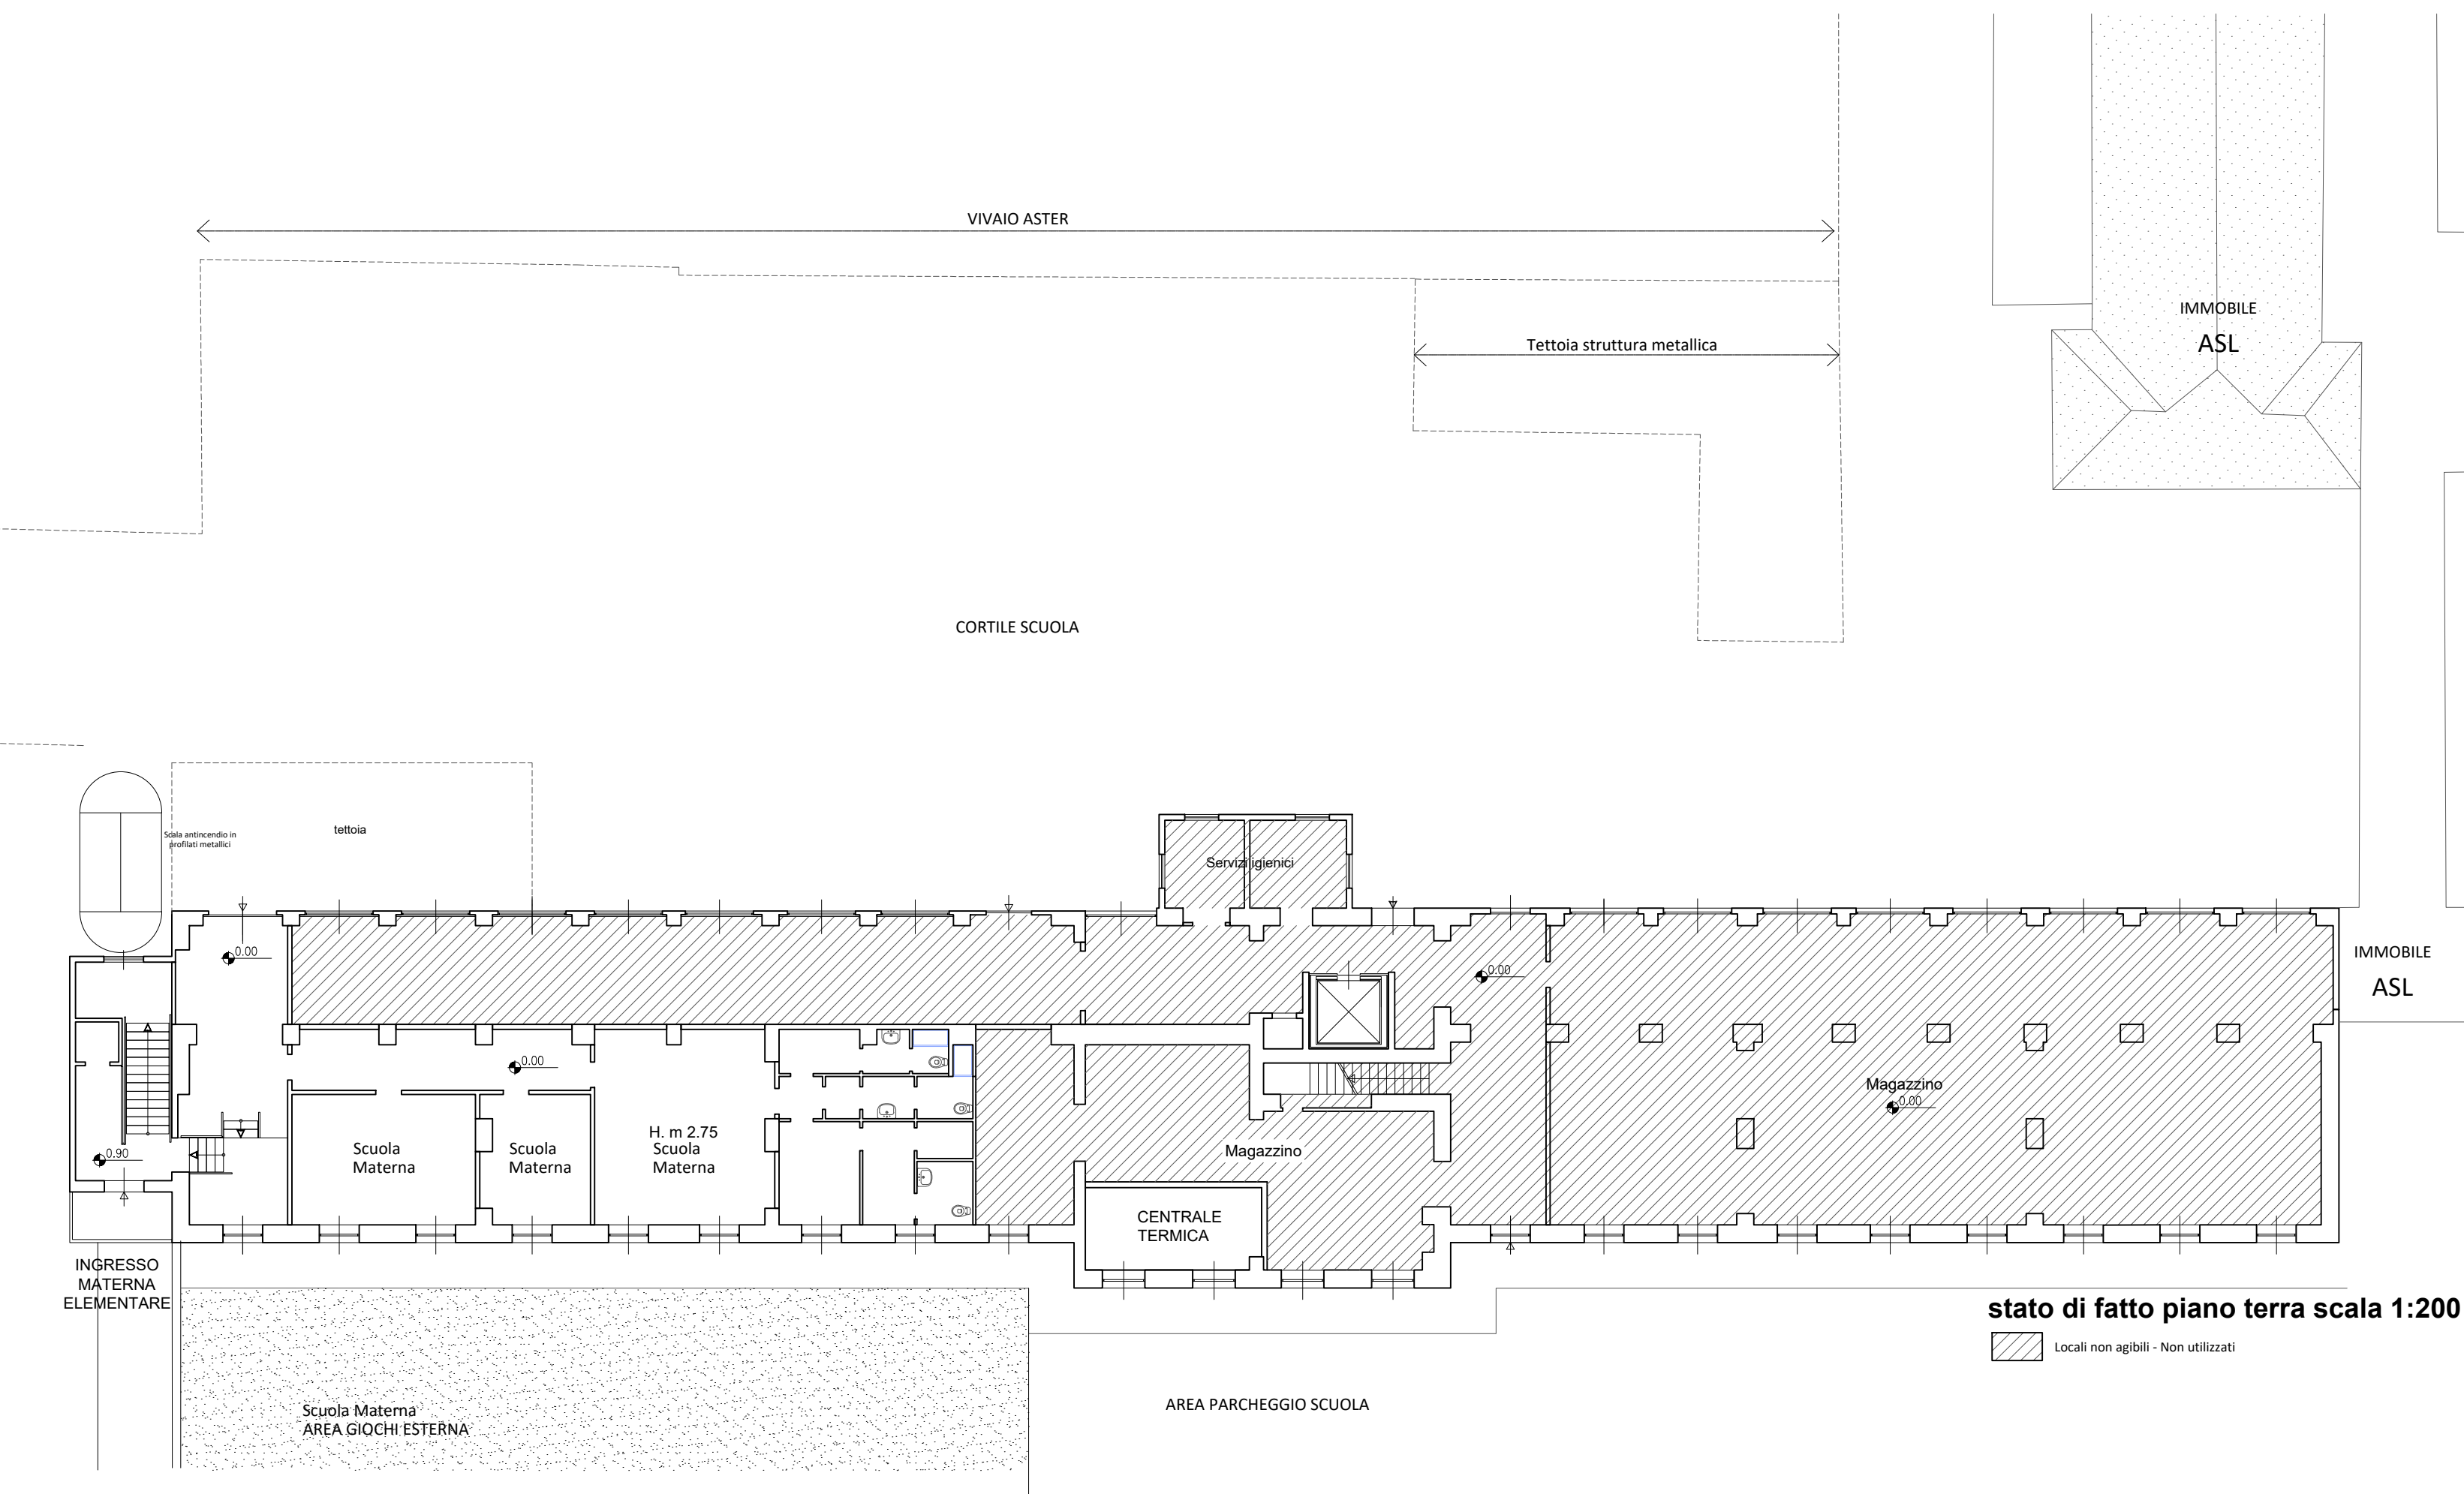 VIVAIO ASTER
IMMOBILE
ASL
Tettoia struttura metallica
CORTILE SCUOLA
Scala antincendio in
profilati metallici
tettoia
Servizi igienici
0.00
0.00
IMMOBILE
ASL
0.00
Magazzino
0.00
0.90
Scuola
Materna
Scuola
Materna
H. m 2.75
Scuola
Materna
Magazzino
CENTRALE
TERMICA
INGRESSO
MATERNA
ELEMENTARE
stato di fatto piano terra scala 1:200
Locali non agibili - Non utilizzati
Scuola Materna
AREA GIOCHI ESTERNA
AREA PARCHEGGIO SCUOLA